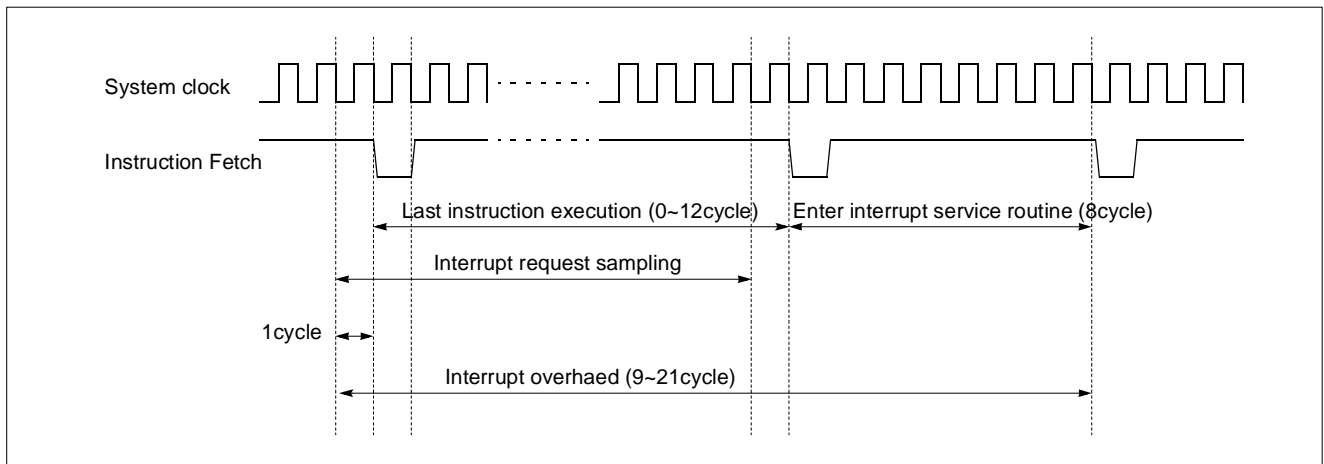 System clock
Instruction Fetch
Last instruction execution (0~12cycle)
Enter interrupt service routine (8cycle)
Interrupt request sampling
1cycle
Interrupt overhaed (9~21cycle)